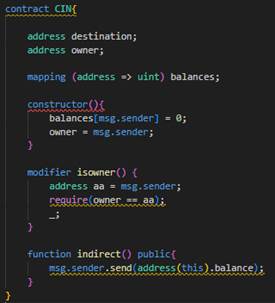 contract CIN{
address destination;
address owner;
mapping (address => uint) balances;
constructor(){
balances[msg.sender] = 0;
owner = msg.sender;
}
modifier isowner() {
address aa = msg.sender;
require(owner == aa);
_;
}
function indirect() public{
msg.sender.send(address(this).balance);
}
}